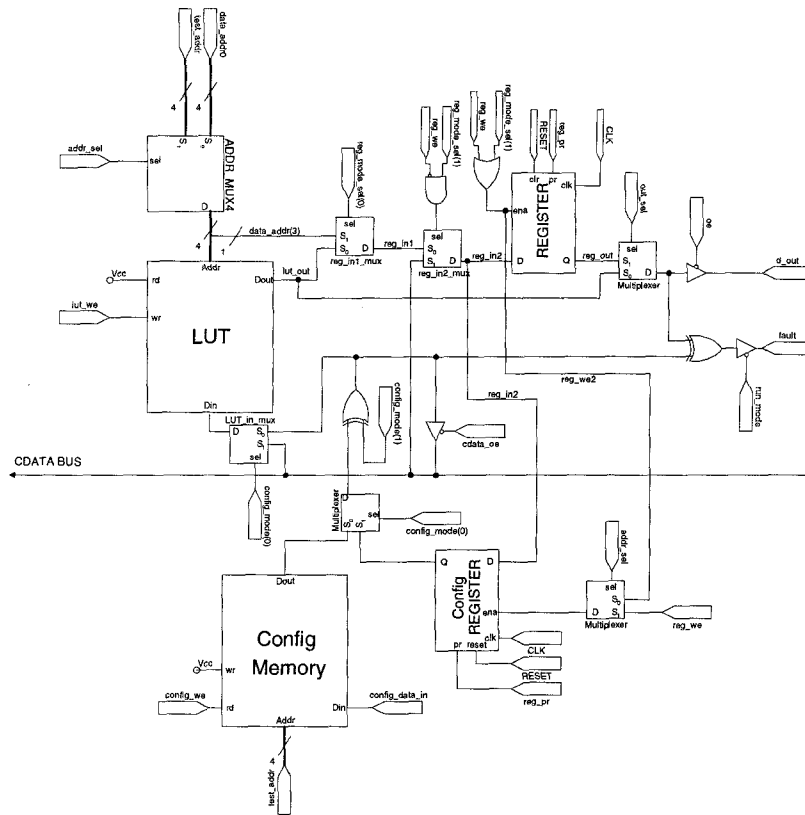 test_addr
data_addr0
4
4
addr_sel
sel
S1
S0
ADDR_MUX4
D
4
1
data_addr(3)
reg_mode_sel(0)
sel
S1
S0
D
reg_in1_mux
reg_in1
reg_we
reg_mode_sel(1)
sel
S0
S1
D
reg_in2_mux
reg_in2
reg_we
reg_mode_sel(1)
RESET
reg_pr
CLK
clr
pr
clk
ena
REGISTER
D
Q
reg_out
out_sel
sel
S1
S0
D
Multiplexer
oe
d_out
fault
run_mode
Vcc
lut_we
Addr
rd
wr
LUT
Dout
lut_out
Din
LUT_in_mux
D
S0
S1
sel
config_mode(0)
config_mode(1)
cdata_oe
reg_we2
reg_in2
CDATA BUS
Multiplexer
D
S0
S1
sel
config_mode(0)
Q
D
Config
REGISTER
ena
clk
pr
reset
CLK
RESET
reg_pr
addr_sel
sel
S0
S1
D
Multiplexer
reg_we
Dout
Config
Memory
Vcc
wr
config_we
rd
Din
config_data_in
Addr
4
test_addr